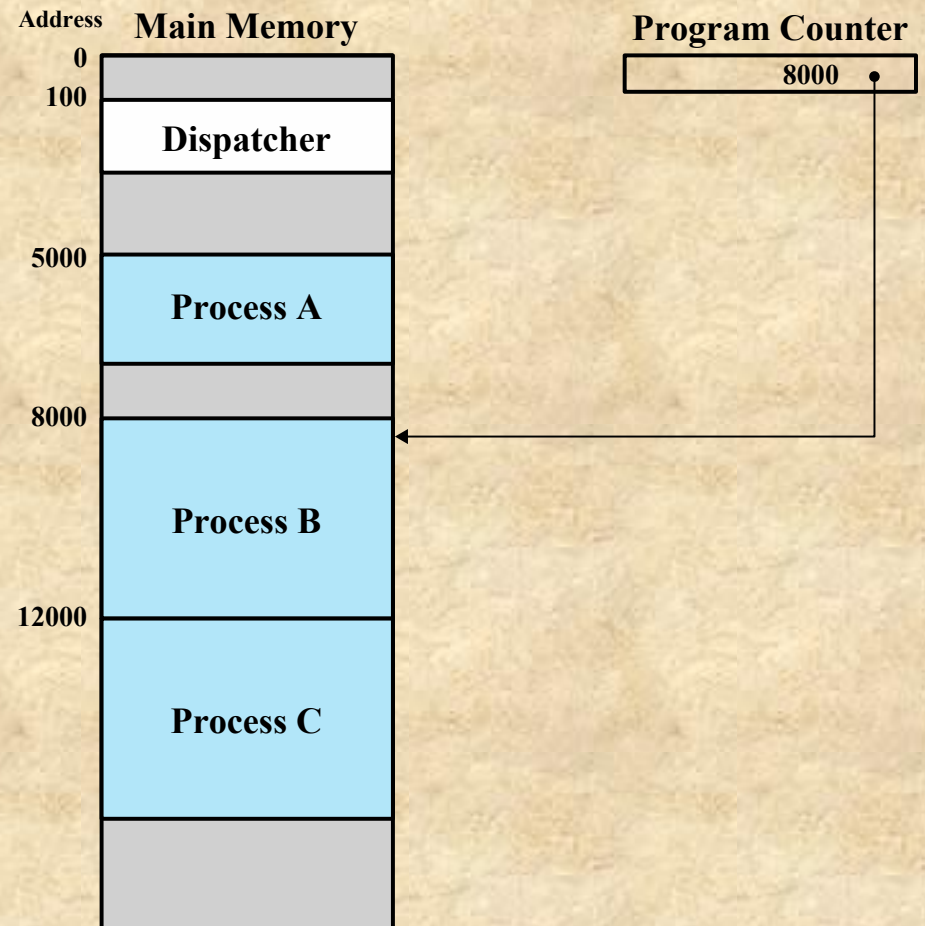 Address
Main Memory
Program Counter
0
8000
100
Dispatcher
5000
Process A
8000
Process B
12000
Process C